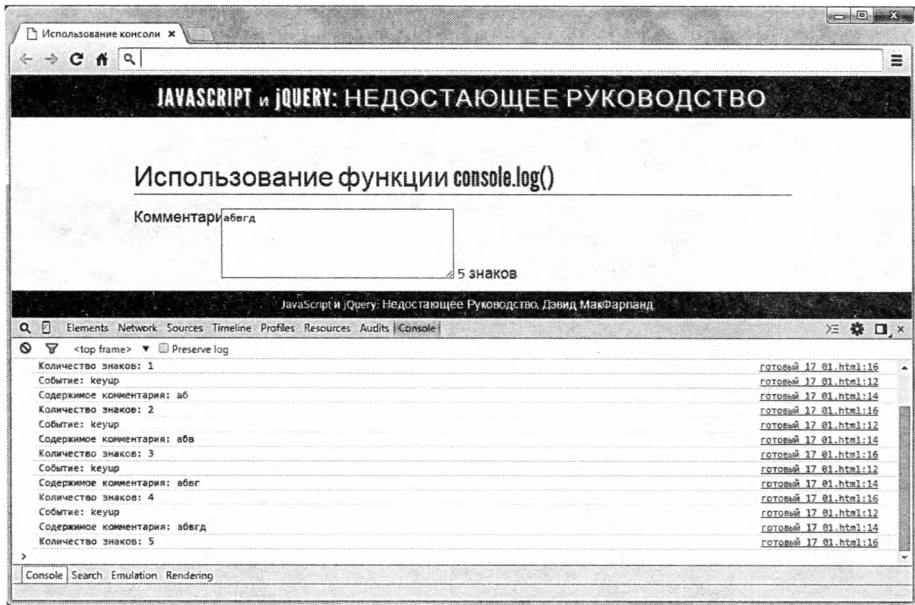 Использование консоли ×
JAVASCRIPT и jQUERY: НЕДОСТАЮЩЕЕ РУКОВОДСТВО
Использование функции console.log()
Комментари абвгд
5 знаков
JavaScript и jQuery: Недостающее Руководство, Дэвид МакФарланд
Elements Network Sources Timeline Profiles Resources Audits Console
<top frame> ▼ Preserve log
Количество знаков: 1 готовый 17 01.html:16
Событие: keyup готовый 17 01.html:12
Содержимое комментария: аб готовый 17 01.html:14
Количество знаков: 2 готовый 17 01.html:16
Событие: keyup готовый 17 01.html:12
Содержимое комментария: абв готовый 17 01.html:14
Количество знаков: 3 готовый 17 01.html:16
Событие: keyup готовый 17 01.html:12
Содержимое комментария: абвг готовый 17 01.html:14
Количество знаков: 4 готовый 17 01.html:16
Событие: keyup готовый 17 01.html:12
Содержимое комментария: абвгд готовый 17 01.html:14
Количество знаков: 5 готовый 17 01.html:16
>
Console Search Emulation Rendering